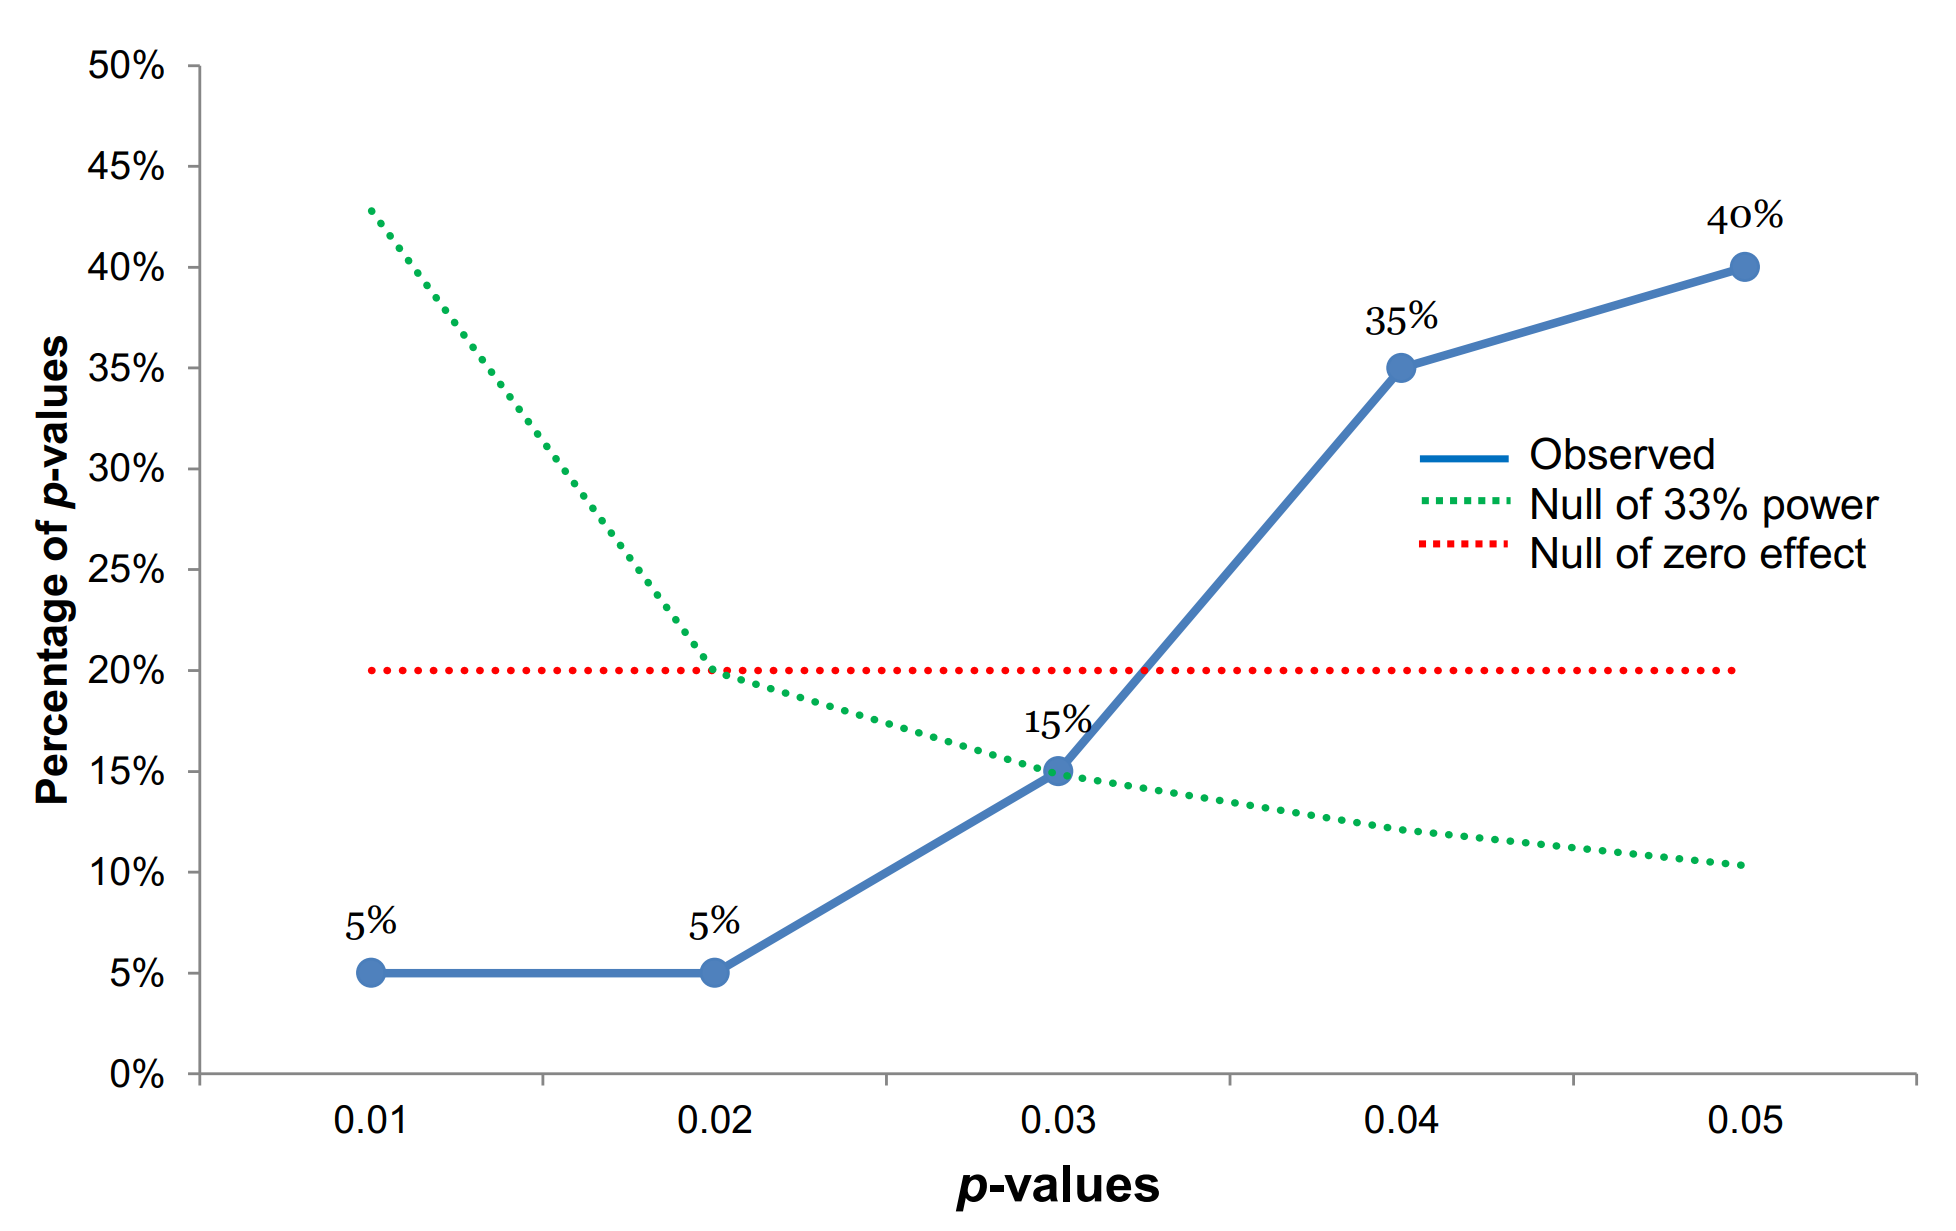 50%
45%
40%
35%
30%
25%
20%
15%
10%
5%
0%
Percentage of p-values
5%
5%
15%
35%
40%
Observed
Null of 33% power
Null of zero effect
0.01 0.02 0.03 0.04 0.05
p-values